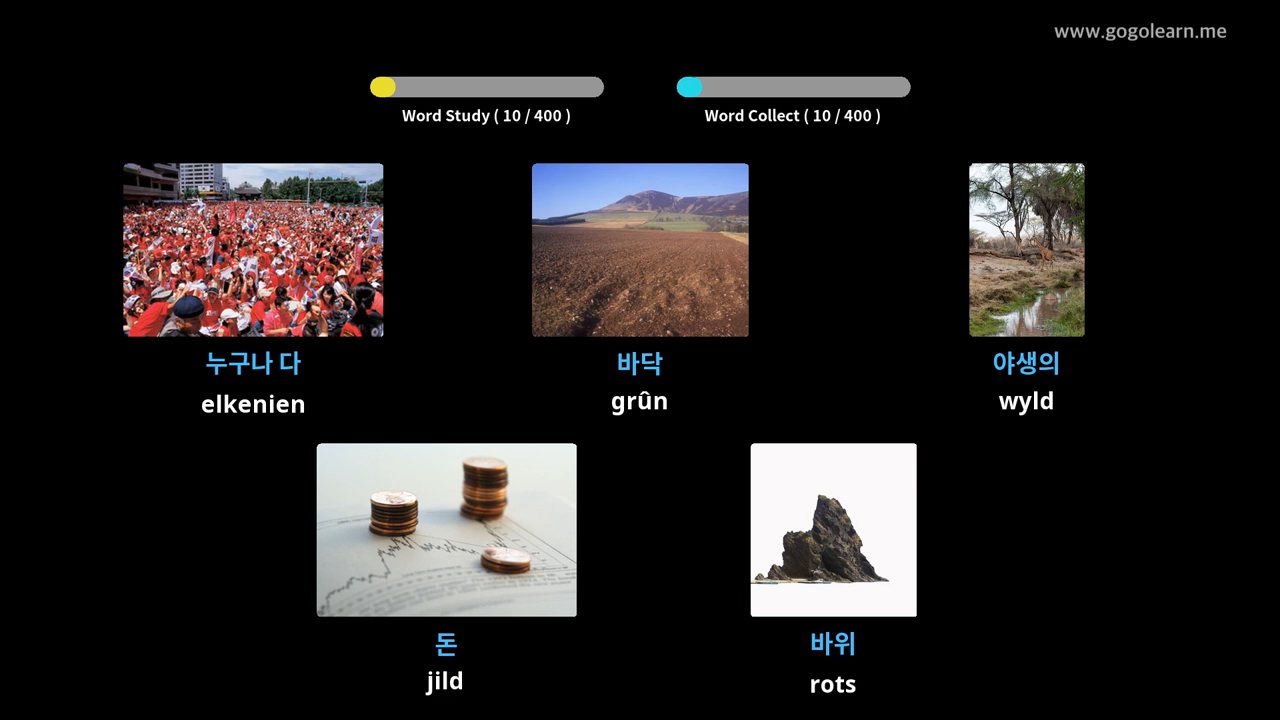 www.gogolearn.me
Word Study ( 10 / 400 )
Word Collect ( 10 / 400 )
누구나 다
바닥
야생의
elkenien
grûn
wyld
돈
바위
jild
rots